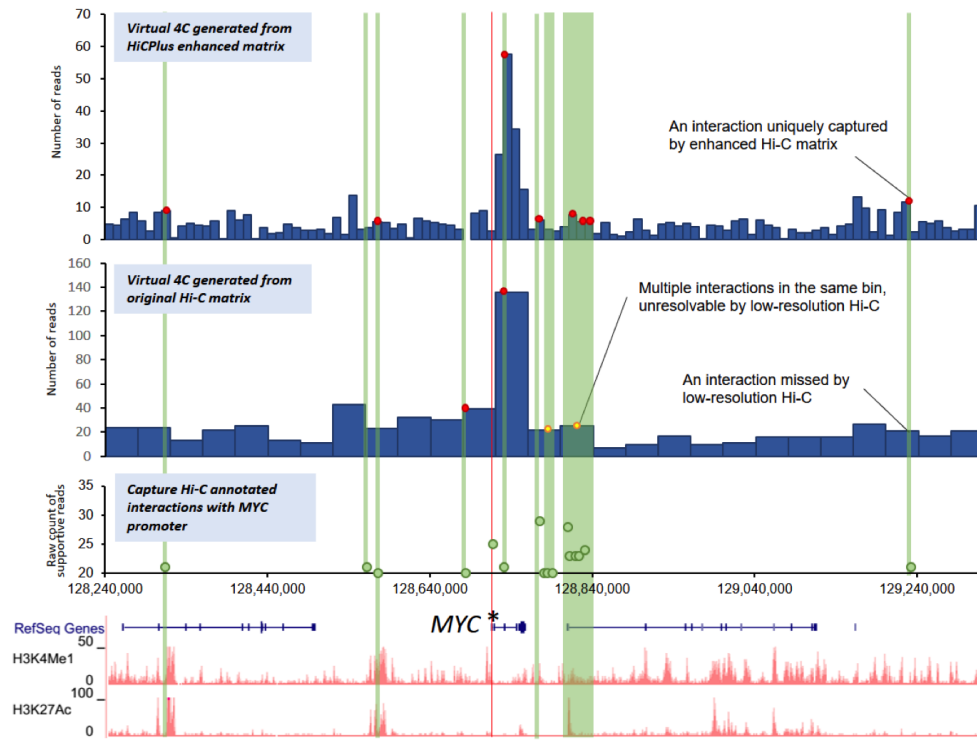 70
60
50
40
30
20
10
0
Number of reads
Virtual 4C generated from
HiCPlus enhanced matrix
An interaction uniquely captured
by enhanced Hi-C matrix
160
140
120
100
80
60
40
20
0
Number of reads
Virtual 4C generated from
original Hi-C matrix
Multiple interactions in the same bin,
unresolvable by low-resolution Hi-C
An interaction missed by
low-resolution Hi-C
35
30
25
20
Raw count of
supportive reads
Capture Hi-C annotated
interactions with MYC
promoter
128,240,000 128,440,000 128,640,000 128,840,000 129,040,000 129,240,000
RefSeq Genes
MYC *
50
H3K4Me1
0
100
H3K27Ac
0